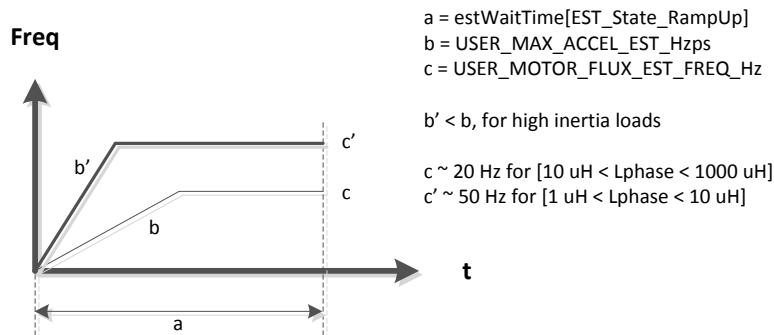 Freq
a = estWaitTime[EST_State_RampUp]
b = USER_MAX_ACCEL_EST_Hzps
c = USER_MOTOR_FLUX_EST_FREQ_Hz
b’ < b, for high inertia loads
c ~ 20 Hz for [10 uH < Lphase < 1000 uH]
c’ ~ 50 Hz for [1 uH < Lphase < 10 uH]
c’
b’
c
b
t
a